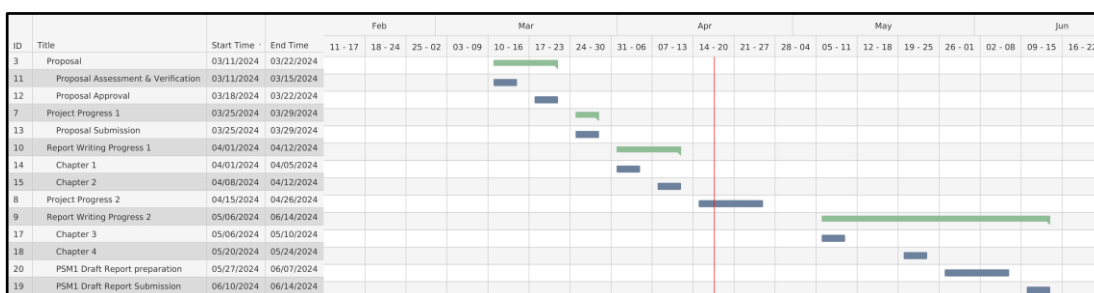 Feb Mar Apr May Jun
ID Title Start Time End Time 11 - 17 18 - 24 25 - 02 03 - 09 10 - 16 17 - 23 24 - 30 31 - 06 07 - 13 14 - 20 21 - 27 28 - 04 05 - 11 12 - 18 19 - 25 26 - 01 02 - 08 09 - 15 16 - 22
3 Proposal 03/11/2024 03/22/2024
11 Proposal Assessment & Verification 03/11/2024 03/15/2024
12 Proposal Approval 03/18/2024 03/22/2024
7 Project Progress 1 03/25/2024 03/29/2024
13 Proposal Submission 03/25/2024 03/29/2024
10 Report Writing Progress 1 04/01/2024 04/12/2024
14 Chapter 1 04/01/2024 04/05/2024
15 Chapter 2 04/08/2024 04/12/2024
8 Project Progress 2 04/15/2024 04/26/2024
9 Report Writing Progress 2 05/06/2024 06/14/2024
17 Chapter 3 05/06/2024 05/10/2024
18 Chapter 4 05/20/2024 05/24/2024
20 PSM1 Draft Report preparation 05/27/2024 06/07/2024
19 PSM1 Draft Report Submission 06/10/2024 06/14/2024